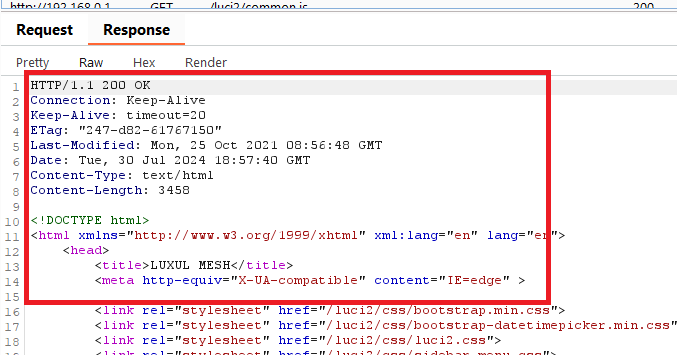 http://192.168.0.1 GET /luci2/common.js 200
Request Response
Pretty Raw Hex Render
1 HTTP/1.1 200 OK
2 Connection: Keep-Alive
3 Keep-Alive: timeout=20
4 ETag: "247-d82-61767150"
5 Last-Modified: Mon, 25 Oct 2021 08:56:48 GMT
6 Date: Tue, 30 Jul 2024 18:57:40 GMT
7 Content-Type: text/html
8 Content-Length: 3458
9
10 <!DOCTYPE html>
11 <html xmlns="http://www.w3.org/1999/xhtml" xml:lang="en" lang="en">
12 <head>
13 <title>LUXUL MESH</title>
14 <meta http-equiv="X-UA-compatible" content="IE=edge" >
15
16 <link rel="stylesheet" href="/luci2/css/bootstrap.min.css">
17 <link rel="stylesheet" href="/luci2/css/bootstrap-datetimepicker.min.css"
18 <link rel="stylesheet" href="/luci2/css/luci2.css">
19 <link rel="stylesheet" href="/luci2/css/sidebar-menu.css">